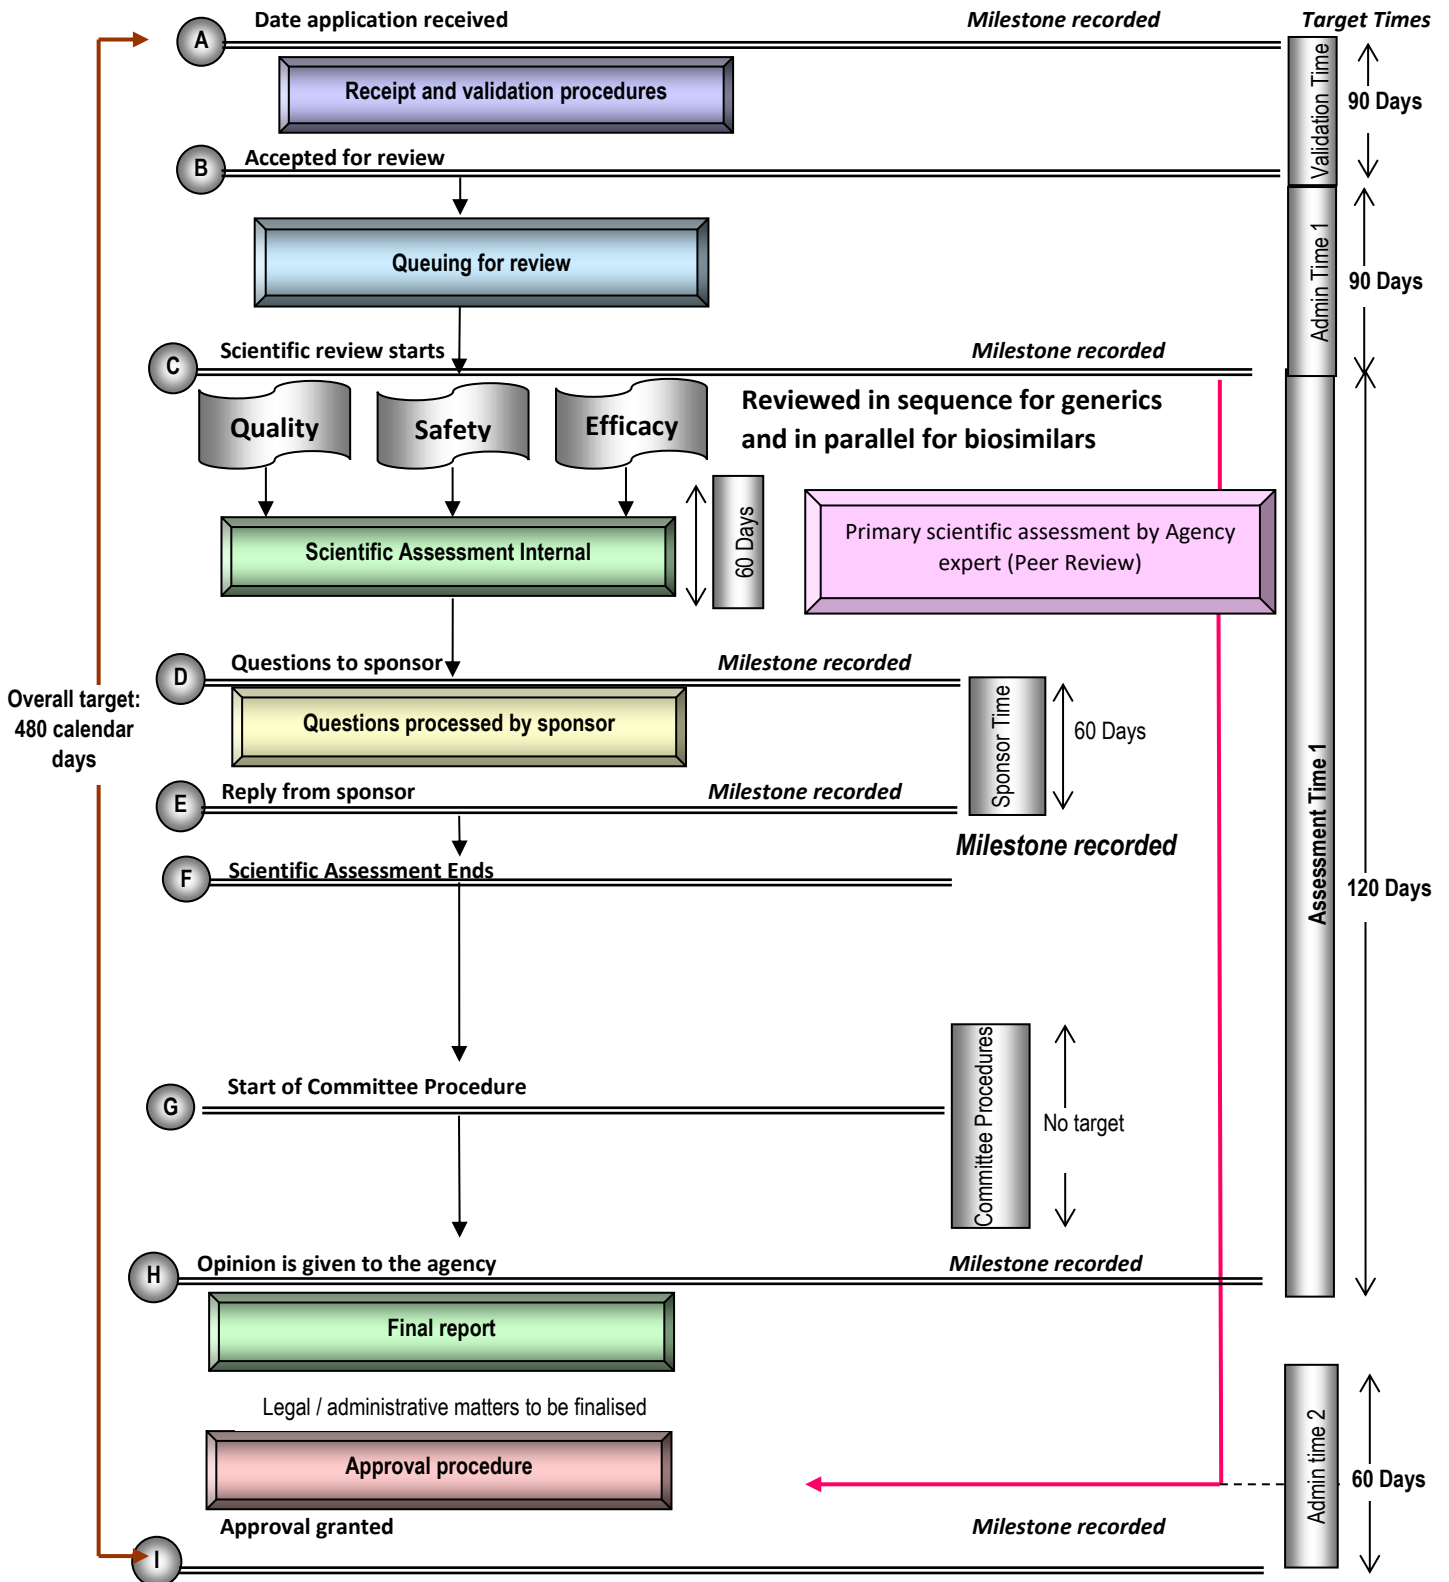 Date application received
Milestone recorded
Target Times
A
Receipt and validation procedures
Validation Time
90 Days
Accepted for review
B
Queuing for review
Admin Time 1
90 Days
Scientific review starts
Milestone recorded
C
Quality
Safety
Efficacy
Reviewed in sequence for generics
and in parallel for biosimilars
Scientific Assessment Internal
60 Days
Primary scientific assessment by Agency
expert (Peer Review)
Questions to sponsor
Milestone recorded
D
Overall target:
480 calendar
days
Questions processed by sponsor
Sponsor Time
60 Days
Reply from sponsor
Milestone recorded
E
Milestone recorded
Scientific Assessment Ends
F
Assessment Time 1
120 Days
Start of Committee Procedure
G
Committee Procedures
No target
Opinion is given to the agency
Milestone recorded
H
Final report
Legal / administrative matters to be finalised
Approval procedure
Admin time 2
60 Days
Approval granted
Milestone recorded
I